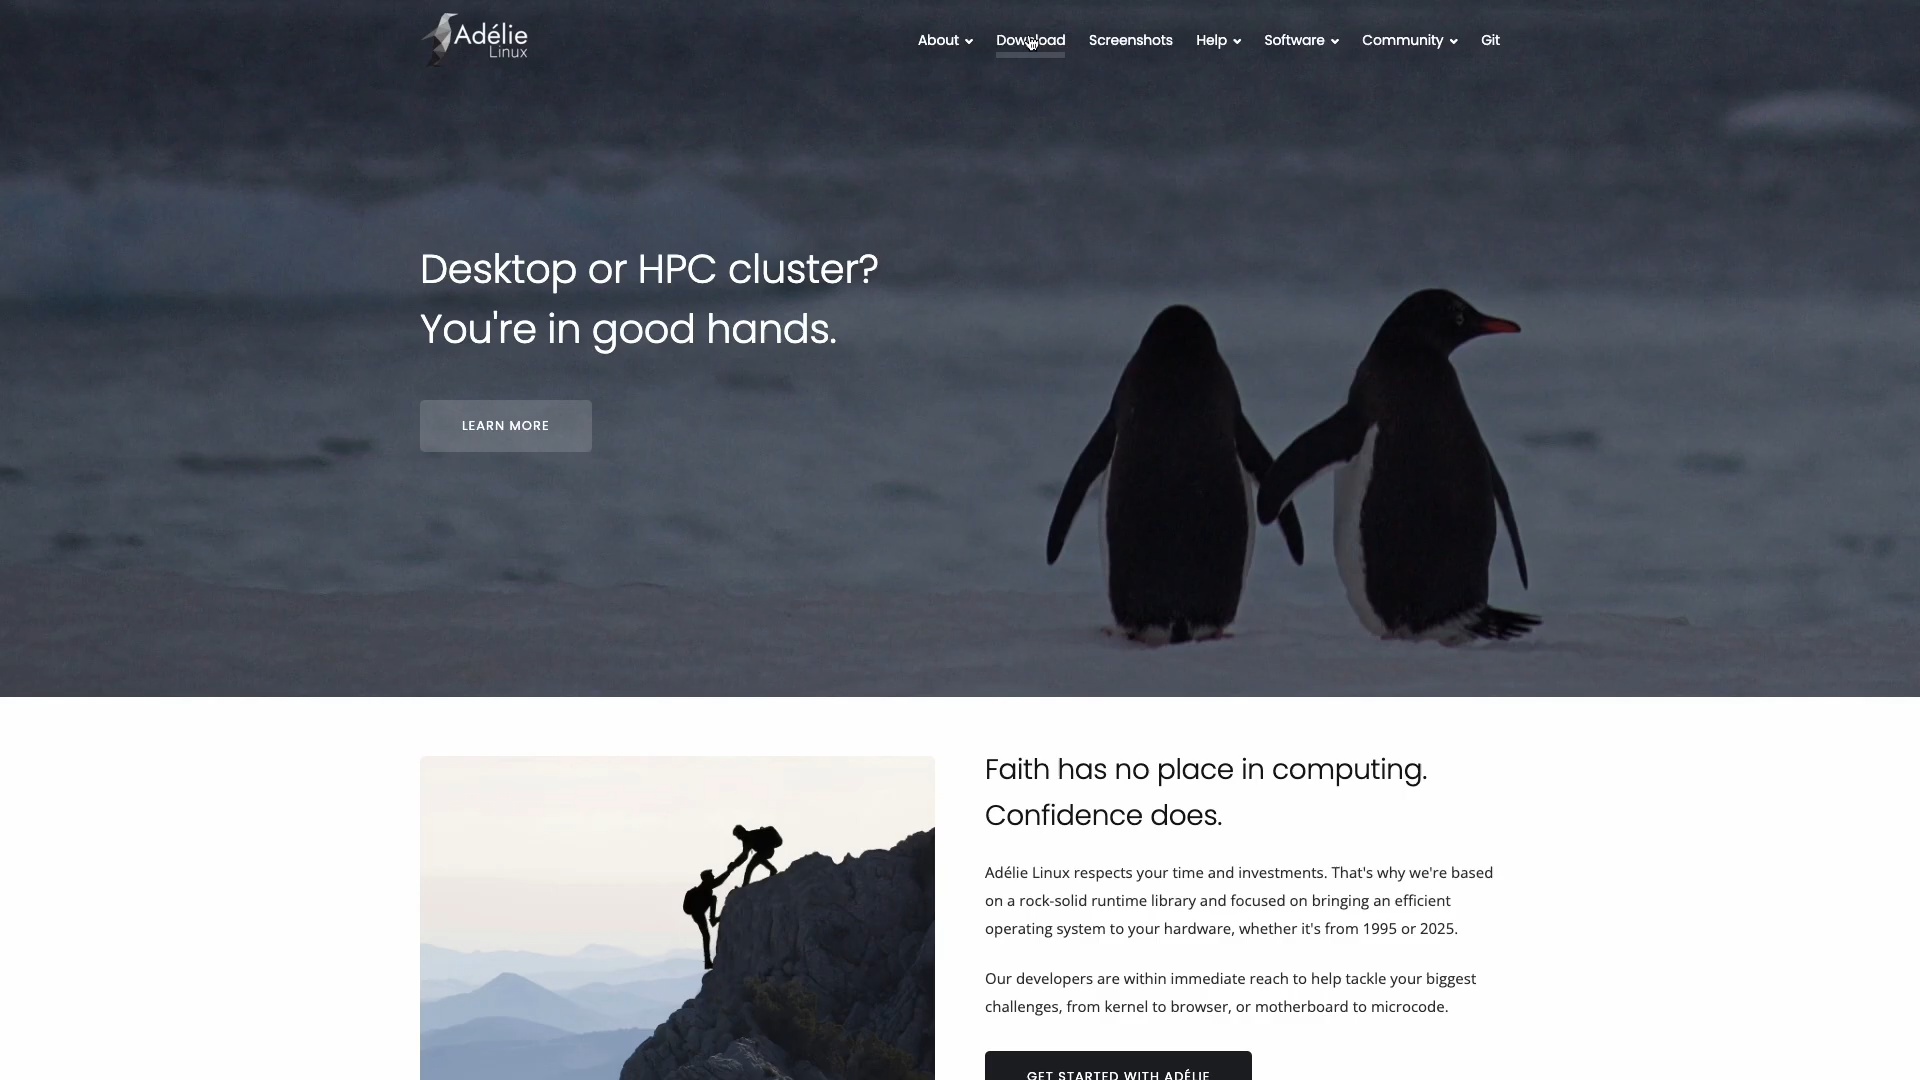 Adélie
Linux
About
Download
Screenshots
Help
Software
Community
Git
Desktop or HPC cluster?
You're in good hands.
LEARN MORE
Faith has no place in computing.
Confidence does.
Adélie Linux respects your time and investments. That's why we're based
on a rock-solid runtime library and focused on bringing an efficient
operating system to your hardware, whether it's from 1995 or 2025.
Our developers are within immediate reach to help tackle your biggest
challenges, from kernel to browser, or motherboard to microcode.
GET STARTED WITH ADÉLIE